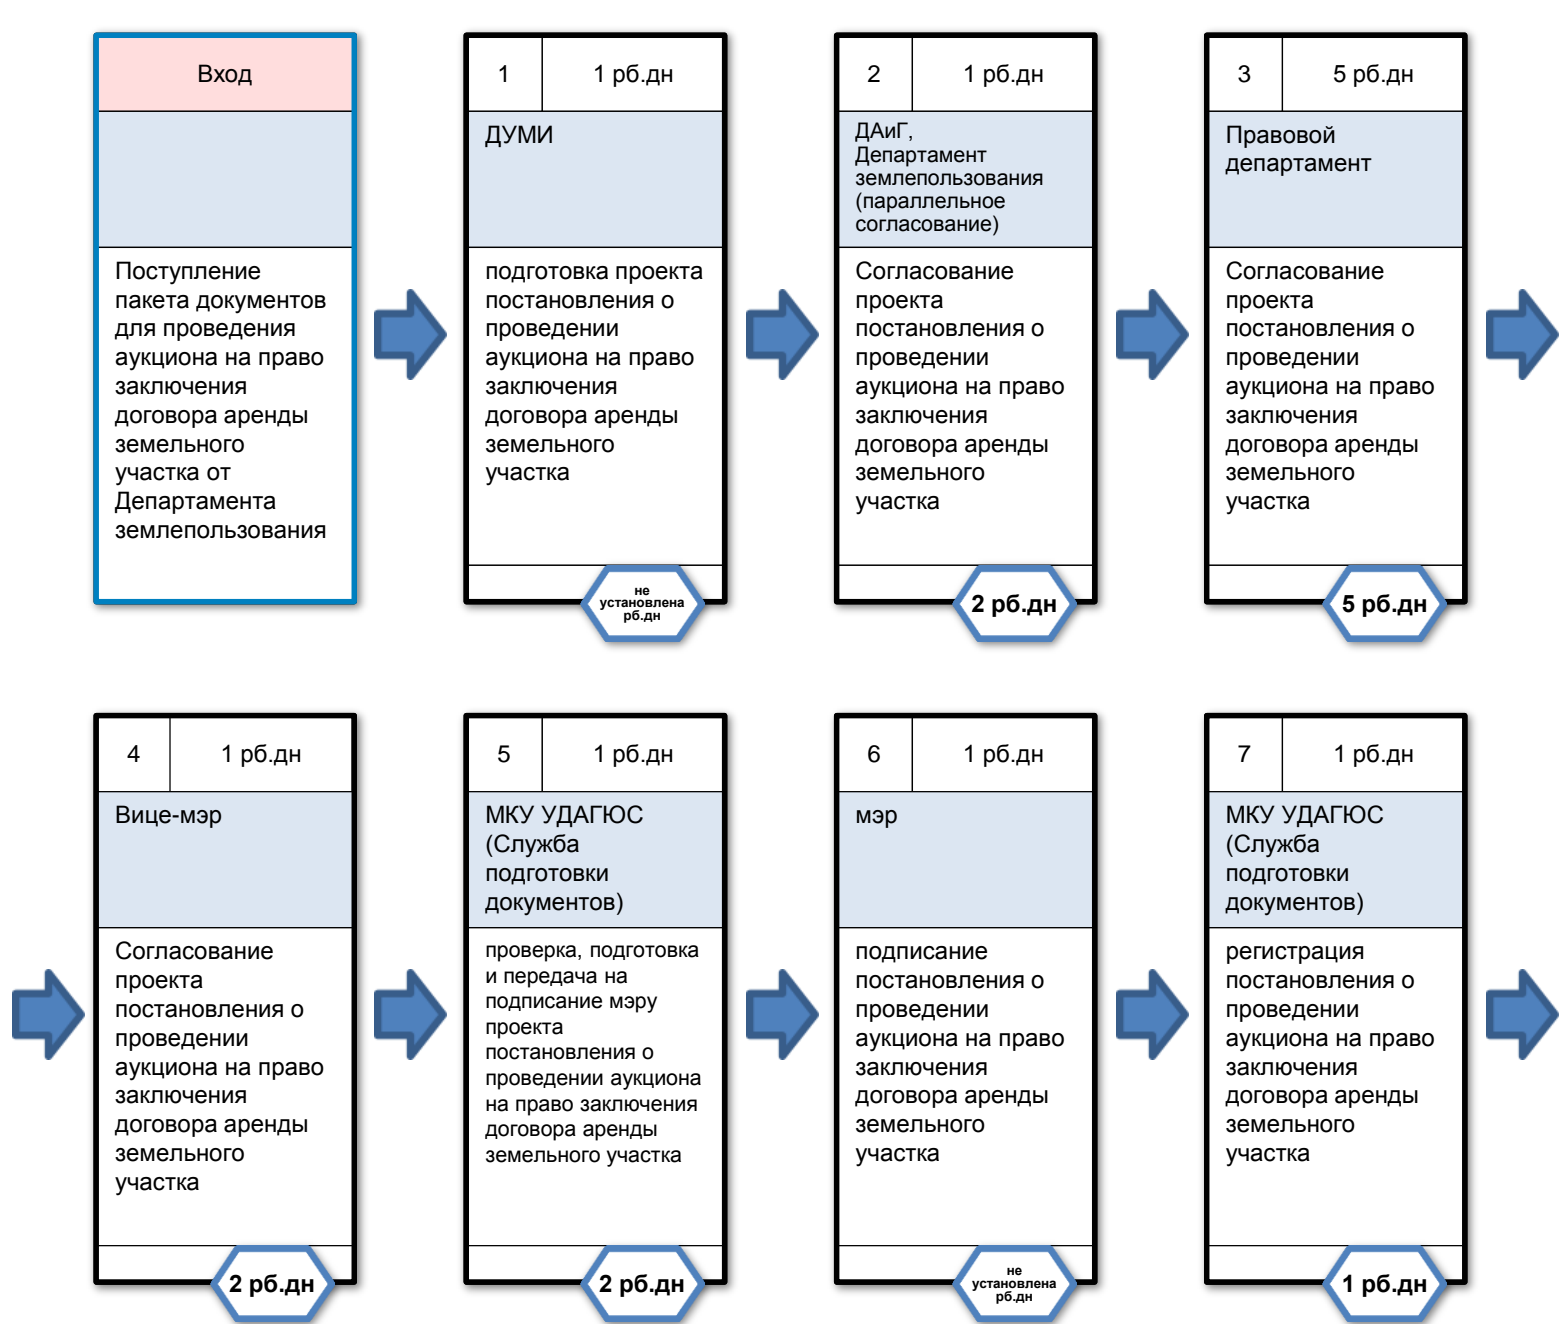 Вход
Поступление
пакета документов
для проведения
аукциона на право
заключения
договора аренды
земельного
участка от
Департамента
землепользования
1
1 рб.дн
ДУМИ
подготовка проекта
постановления о
проведении
аукциона на право
заключения
договора аренды
земельного
участка
не
установлена
рб.дн
2
1 рб.дн
ДАиГ,
Департамент
землепользования
(параллельное
согласование)
Согласование
проекта
постановления о
проведении
аукциона на право
заключения
договора аренды
земельного
участка
2 рб.дн
3
5 рб.дн
Правовой
департамент
Согласование
проекта
постановления о
проведении
аукциона на право
заключения
договора аренды
земельного
участка
5 рб.дн
4
1 рб.дн
Вице-мэр
Согласование
проекта
постановления о
проведении
аукциона на право
заключения
договора аренды
земельного
участка
2 рб.дн
5
1 рб.дн
МКУ УДАГЮС
(Служба
подготовки
документов)
проверка, подготовка
и передача на
подписание мэру
проекта
постановления о
проведении аукциона
на право заключения
договора аренды
земельного участка
2 рб.дн
6
1 рб.дн
мэр
подписание
постановления о
проведении
аукциона на право
заключения
договора аренды
земельного
участка
не
установлена
рб.дн
7
1 рб.дн
МКУ УДАГЮС
(Служба
подготовки
документов)
регистрация
постановления о
проведении
аукциона на право
заключения
договора аренды
земельного
участка
1 рб.дн